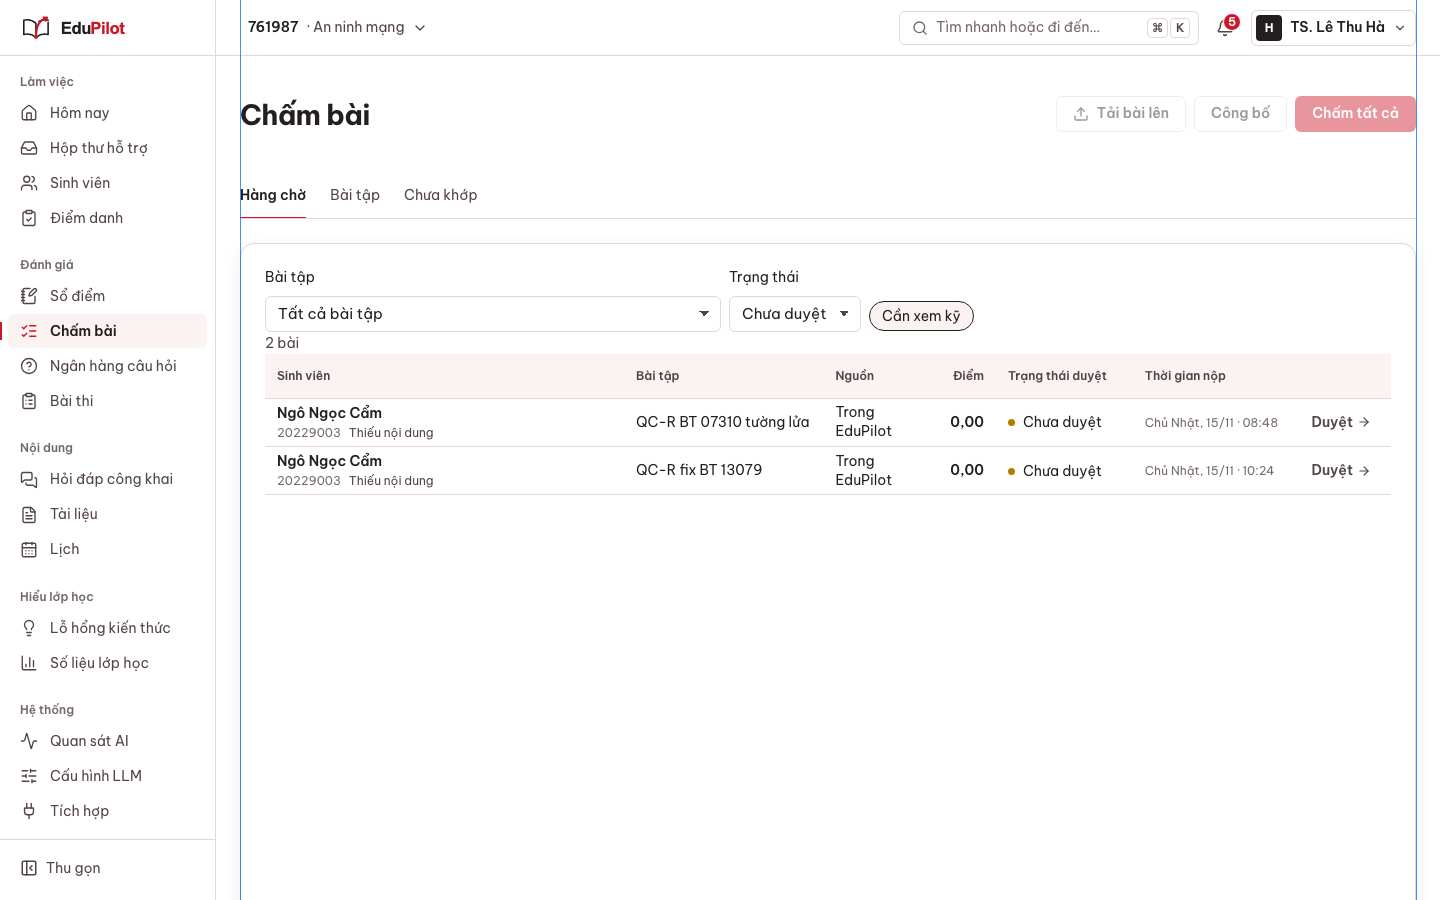 EduPilot
761987 · An ninh mạng
Tìm nhanh hoặc đi đến...
⌘ K
5
H
TS. Lê Thu Hà
Làm việc
Hôm nay
Hộp thư hỗ trợ
Sinh viên
Điểm danh
Đánh giá
Sổ điểm
Chấm bài
Ngân hàng câu hỏi
Bài thi
Nội dung
Hỏi đáp công khai
Tài liệu
Lịch
Hiểu lớp học
Lỗ hổng kiến thức
Số liệu lớp học
Hệ thống
Quan sát AI
Cấu hình LLM
Tích hợp
Thu gọn
Chấm bài
Tải bài lên
Công bố
Chấm tất cả
Hàng chờ
Bài tập
Chưa khớp
Bài tập
Trạng thái
Tất cả bài tập
Chưa duyệt
Cần xem kỹ
2 bài
Sinh viên
Bài tập
Nguồn
Điểm
Trạng thái duyệt
Thời gian nộp
Ngô Ngọc Cẩm
20229003 Thiếu nội dung
QC-R BT 07310 tường lửa
Trong
EduPilot
0,00
Chưa duyệt
Chủ Nhật, 15/11 · 08:48
Duyệt →
Ngô Ngọc Cẩm
20229003 Thiếu nội dung
QC-R fix BT 13079
Trong
EduPilot
0,00
Chưa duyệt
Chủ Nhật, 15/11 · 10:24
Duyệt →